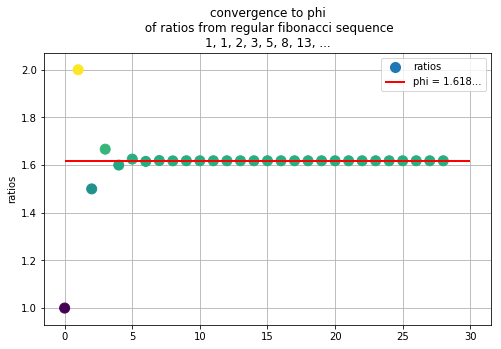 convergence to phi
of ratios from regular fibonacci sequence
1, 1, 2, 3, 5, 8, 13, ...
ratios
phi = 1.618...
ratios
2.0
1.8
1.6
1.4
1.2
1.0
0 5 10 15 20 25 30